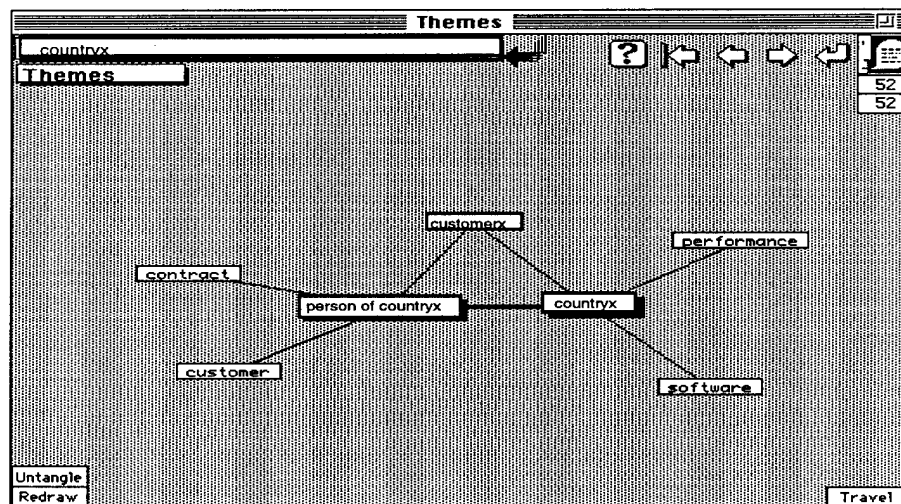 Themes
countryx
?
Themes
52
52
customerx
performance
contract
person of countryx
countryx
customer
software
Untangle
Redraw
Travel